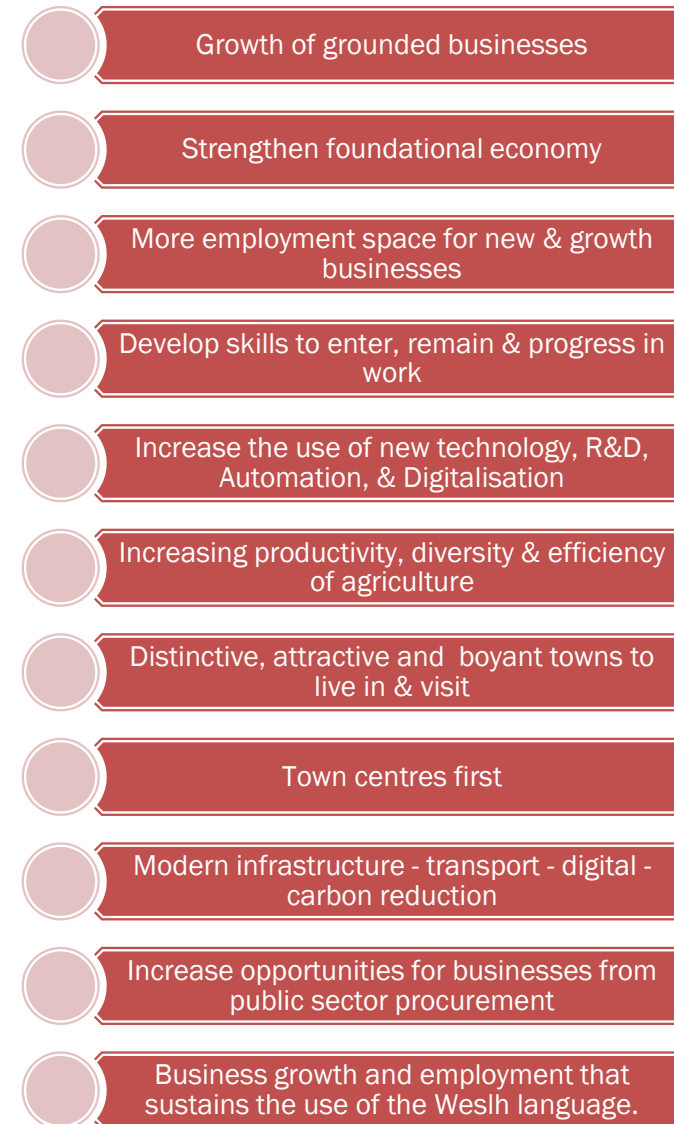 Growth of grounded businesses
Strengthen foundational economy
More employment space for new & growth
businesses
Develop skills to enter, remain & progress in
work
Increase the use of new technology, R&D,
Automation, & Digitalisation
Increasing productivity, diversity & efficiency
of agriculture
Distinctive, attractive and  boyant towns to
live in & visit
Town centres first
Modern infrastructure - transport - digital -
carbon reduction
Increase opportunities for businesses from
public sector procurement
Business growth and employment that
sustains the use of the Weslh language.